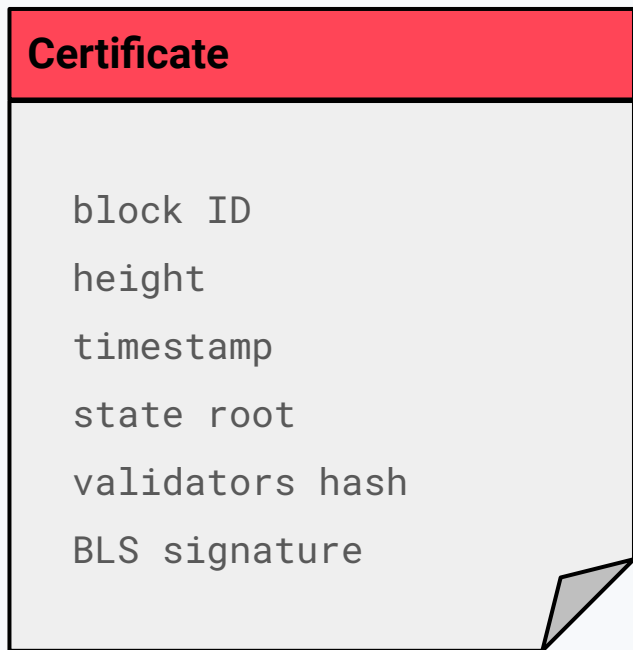 Certificate
block ID
height
timestamp
state root
validators hash
BLS signature